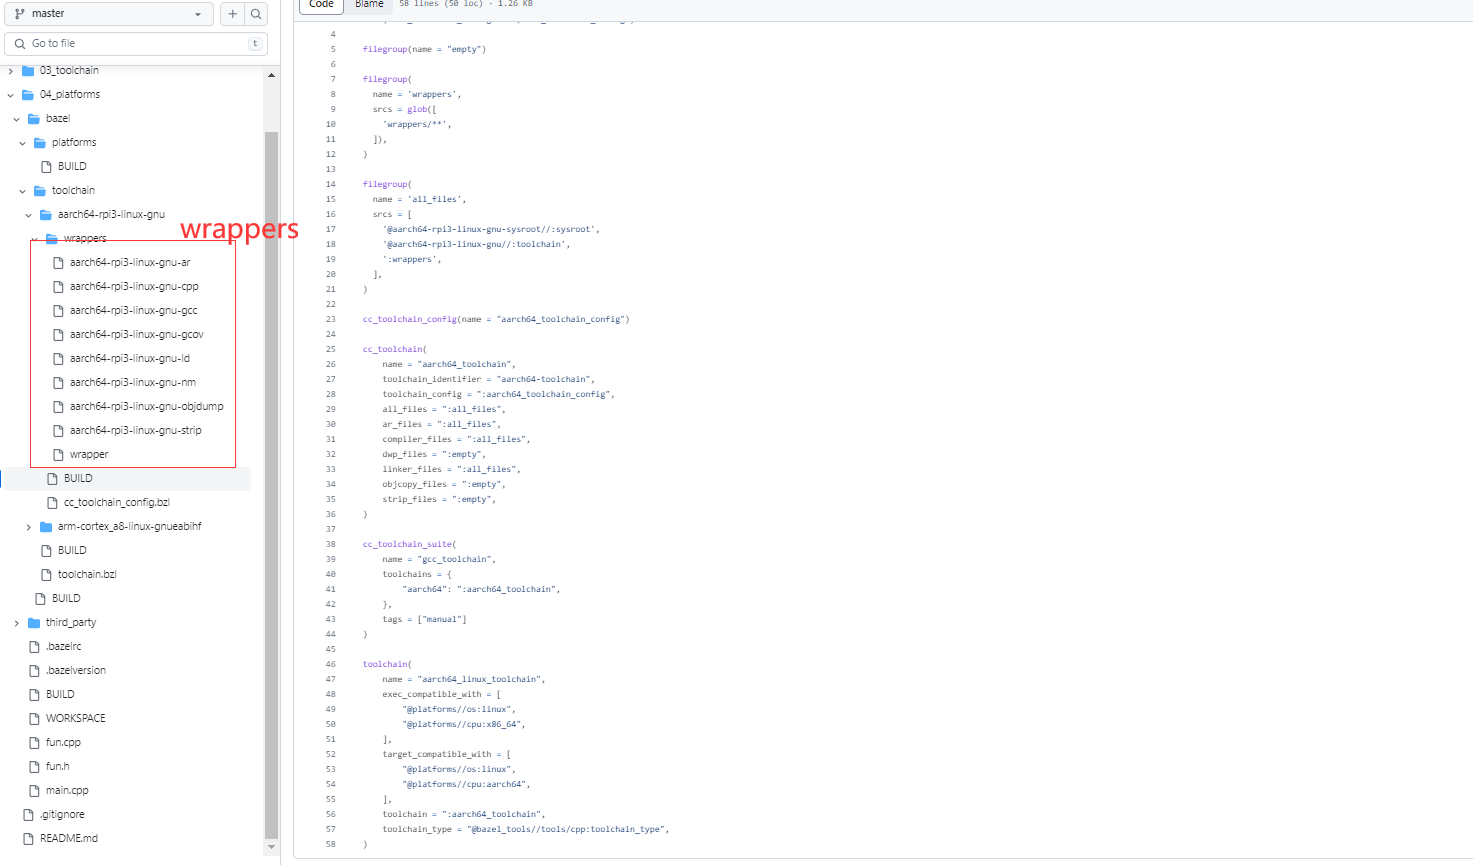 master
Go to file
t
03_toolchain
04_platforms
bazel
platforms
BUILD
toolchain
aarch64-rpi3-linux-gnu
wrappers
wrappers
aarch64-rpi3-linux-gnu-ar
aarch64-rpi3-linux-gnu-cpp
aarch64-rpi3-linux-gnu-gcc
aarch64-rpi3-linux-gnu-gcov
aarch64-rpi3-linux-gnu-ld
aarch64-rpi3-linux-gnu-nm
aarch64-rpi3-linux-gnu-objdump
aarch64-rpi3-linux-gnu-strip
wrapper
BUILD
cc_toolchain_config.bzl
arm-cortex_a8-linux-gnueabihf
BUILD
toolchain.bzl
BUILD
third_party
.bazelrc
.bazelversion
BUILD
WORKSPACE
fun.cpp
fun.h
main.cpp
.gitignore
README.md
Code Blame 58 lines (50 loc) · 1.26 KB
4
5 filegroup(name = "empty")
6
7 filegroup(
8 name = 'wrappers',
9 srcs = glob([
10 'wrappers/**',
11 ]),
12 )
13
14 filegroup(
15 name = 'all_files',
16 srcs = [
17 '@aarch64-rpi3-linux-gnu-sysroot//:sysroot',
18 '@aarch64-rpi3-linux-gnu//:toolchain',
19 ':wrappers',
20 ],
21 )
22
23 cc_toolchain_config(name = "aarch64_toolchain_config")
24
25 cc_toolchain(
26 name = "aarch64_toolchain",
27 toolchain_identifier = "aarch64-toolchain",
28 toolchain_config = ":aarch64_toolchain_config",
29 all_files = ":all_files",
30 ar_files = ":all_files",
31 compiler_files = ":all_files",
32 dwp_files = ":empty",
33 linker_files = ":all_files",
34 objcopy_files = ":empty",
35 strip_files = ":empty",
36 )
37
38 cc_toolchain_suite(
39 name = "gcc_toolchain",
40 toolchains = {
41 "aarch64": ":aarch64_toolchain",
42 },
43 tags = ["manual"]
44 )
45
46 toolchain(
47 name = "aarch64_linux_toolchain",
48 exec_compatible_with = [
49 "@platforms//os:linux",
50 "@platforms//cpu:x86_64",
51 ],
52 target_compatible_with = [
53 "@platforms//os:linux",
54 "@platforms//cpu:aarch64",
55 ],
56 toolchain = ":aarch64_toolchain",
57 toolchain_type = "@bazel_tools//tools/cpp:toolchain_type",
58 )